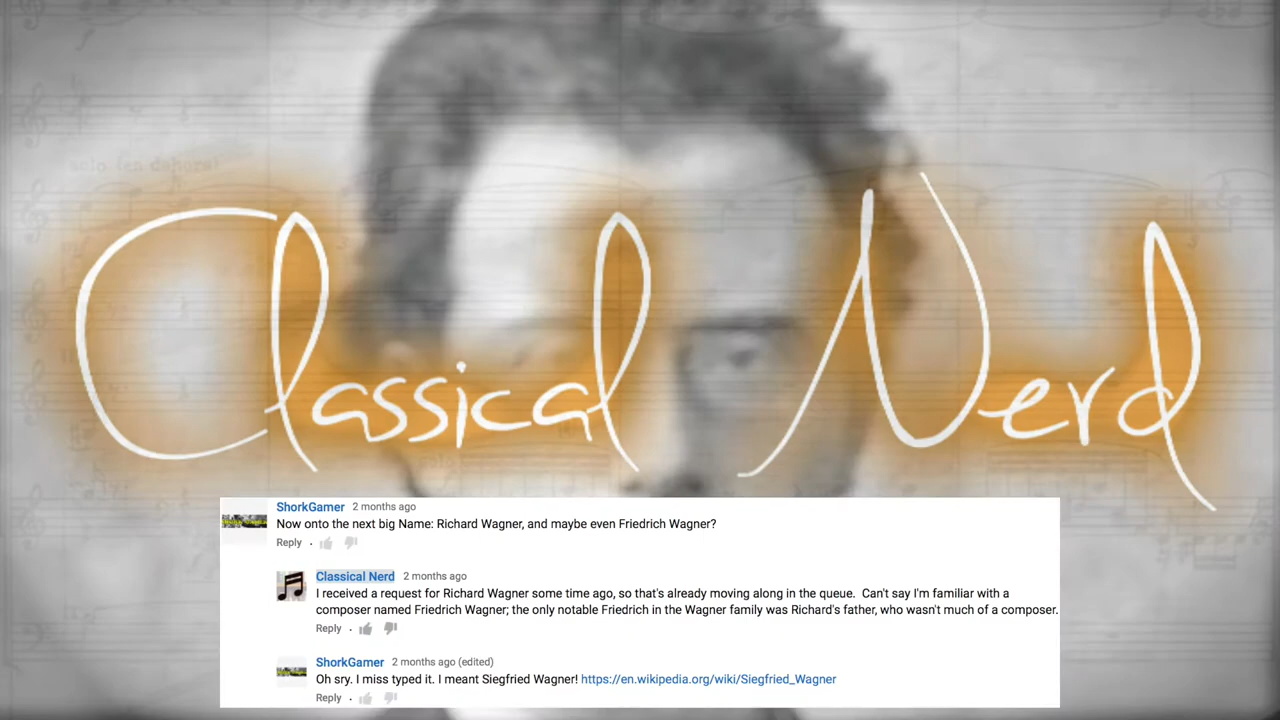 solo (en dehors)
Classical Nerd
ShorkGamer 2 months ago
Now onto the next big Name: Richard Wagner, and maybe even Friedrich Wagner?
Reply
Classical Nerd 2 months ago
I received a request for Richard Wagner some time ago, so that's already moving along in the queue. Can't say I'm familiar with a
composer named Friedrich Wagner; the only notable Friedrich in the Wagner family was Richard's father, who wasn't much of a composer.
Reply
ShorkGamer 2 months ago (edited)
Oh sry. I miss typed it. I meant Siegfried Wagner! https://en.wikipedia.org/wiki/Siegfried_Wagner
Reply